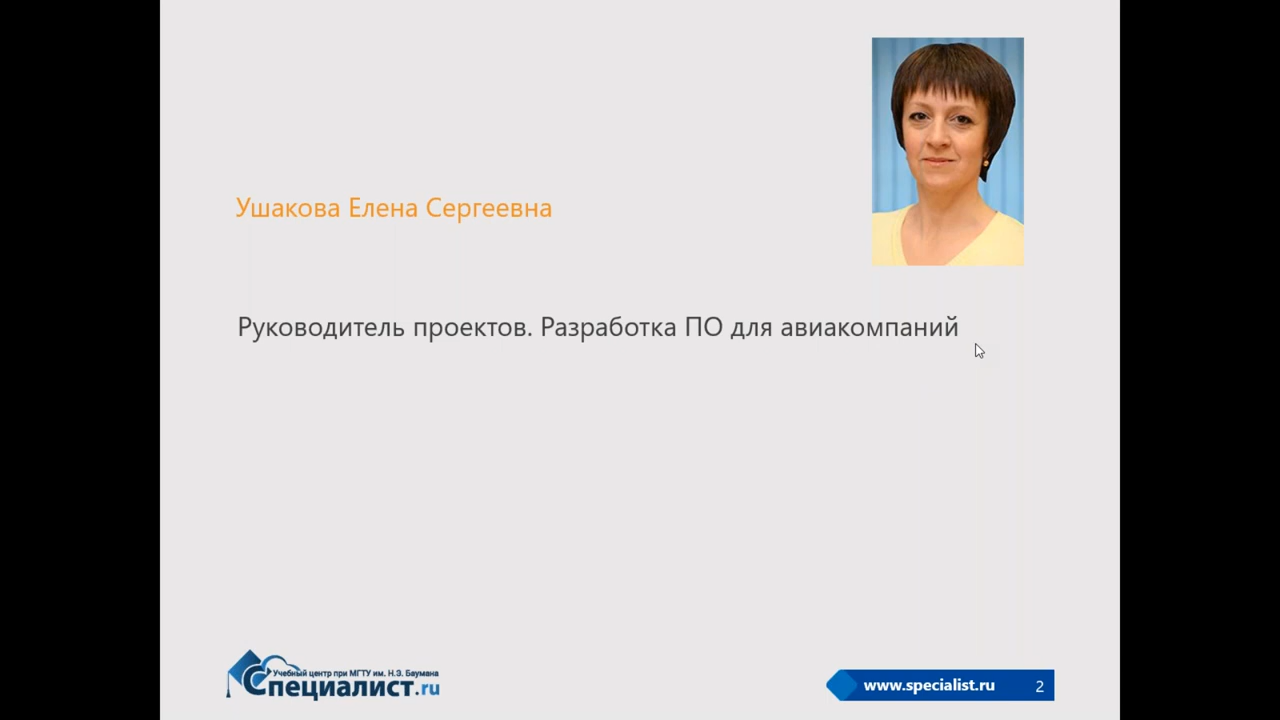 Ушакова Елена Сергеевна
Руководитель проектов. Разработка ПО для авиакомпаний
Учебный центр при МГТУ им. Н.Э. Баумана
Специалист.ru
www.specialist.ru
2